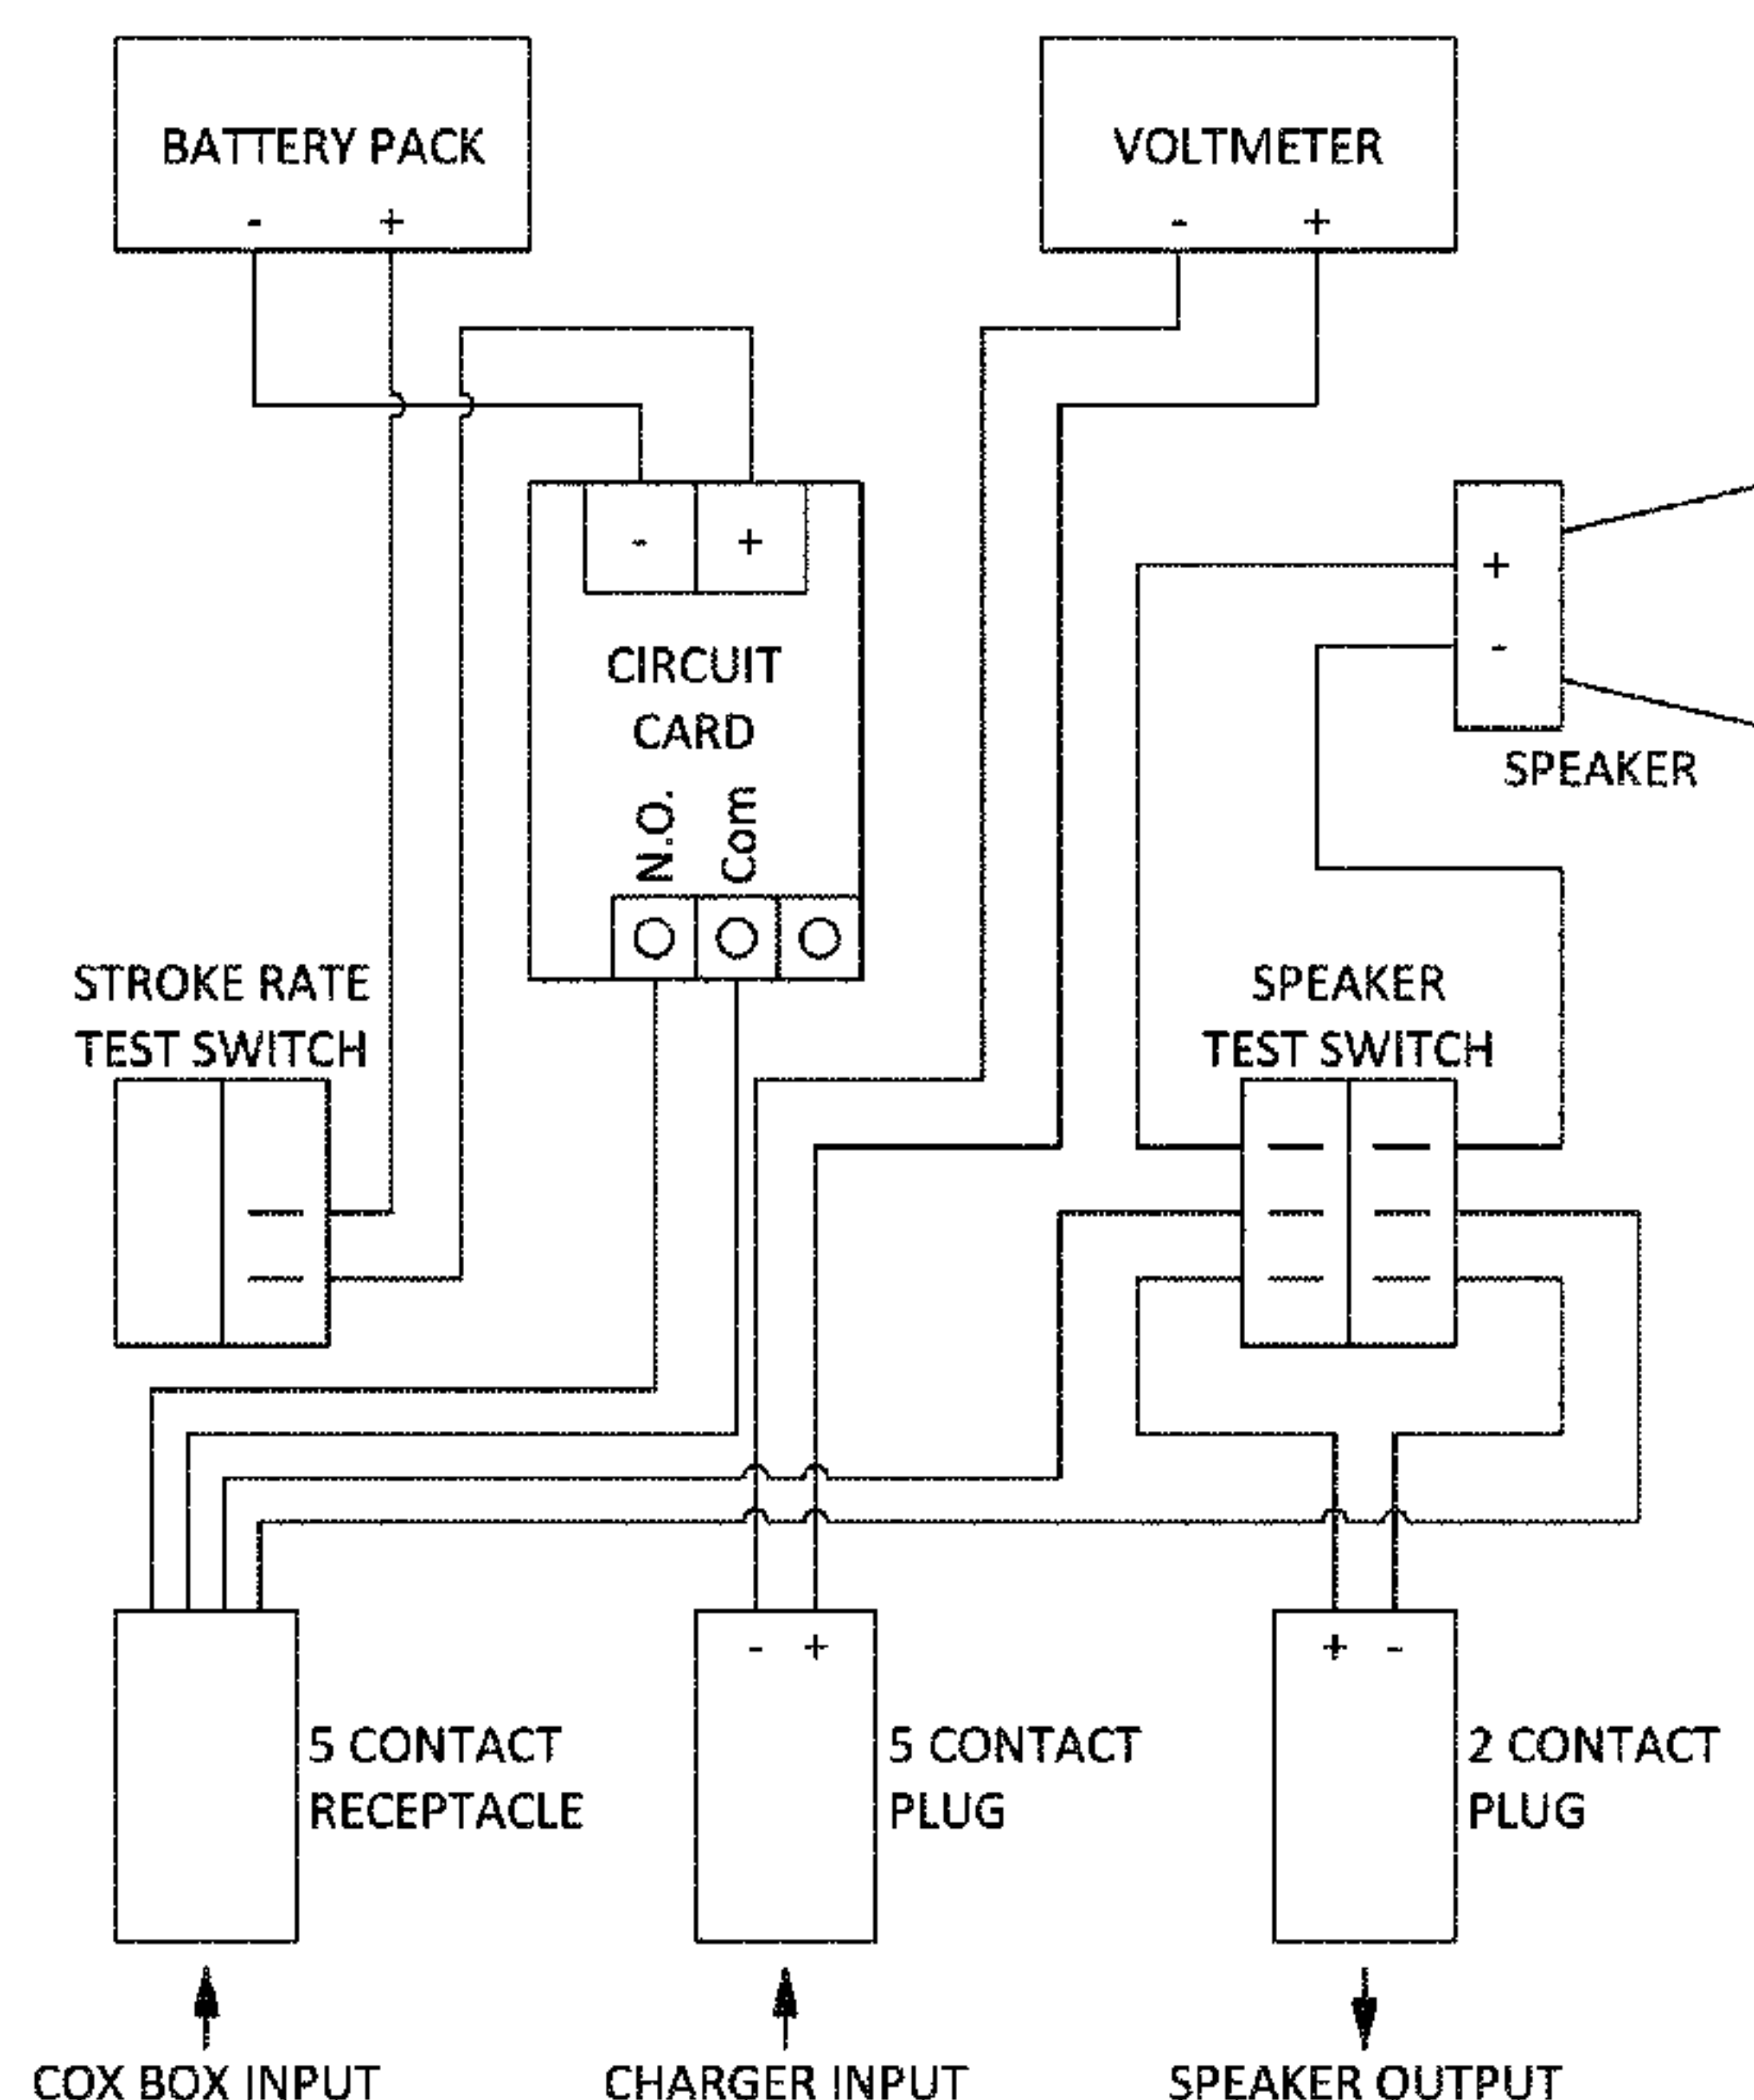 BATTERY PACK
- +
VOLTMETER
- +
- +
CIRCUIT
CARD
N.O.
Com
+
-
SPEAKER
STROKE RATE
TEST SWITCH
SPEAKER
TEST SWITCH
5 CONTACT
RECEPTACLE
- +
5 CONTACT
PLUG
+ -
2 CONTACT
PLUG
COX BOX INPUT
CHARGER INPUT
SPEAKER OUTPUT